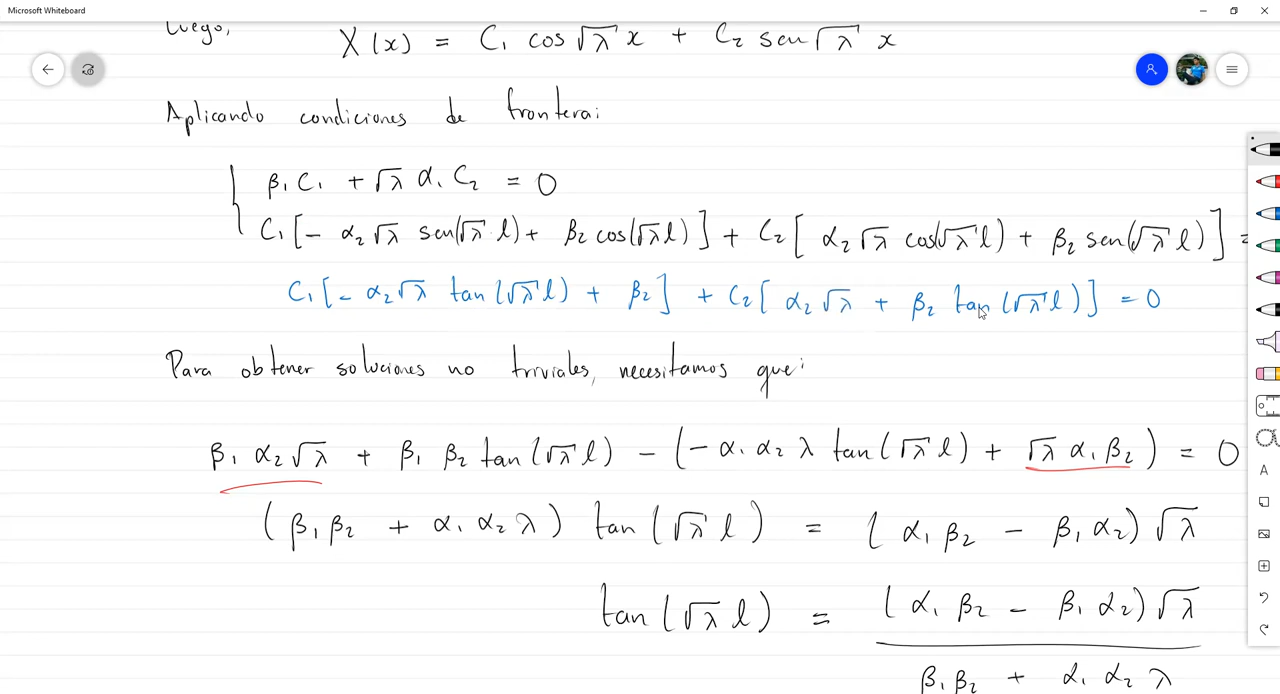 Microsoft Whiteboard
Luego, X(x) = C₁ cos √λ x + C₂ sen √λ x
Aplicando condiciones de frontera:
β₁ C₁ + √λ α₁ C₂ = 0
C₁ [ - α₂ √λ sen(√λ l) + β₂ cos(√λ l) ] + C₂ [ α₂ √λ cos(√λ l) + β₂ sen(√λ l) ] =
C₁ [ - α₂ √λ tan(√λ l) + β₂ ] + C₂ [ α₂ √λ + β₂ tan(√λ l) ] = 0
Para obtener soluciones no triviales, necesitamos que:
β₁ α₂ √λ + β₁ β₂ tan(√λ l) - (- α₁ α₂ λ tan(√λ l) + √λ α₁ β₂) = 0
(β₁ β₂ + α₁ α₂ λ) tan(√λ l) = (α₁ β₂ - β₁ α₂) √λ
tan(√λ l) = (α₁ β₂ - β₁ α₂) √λ
β₁ β₂ + α₁ α₂ λ